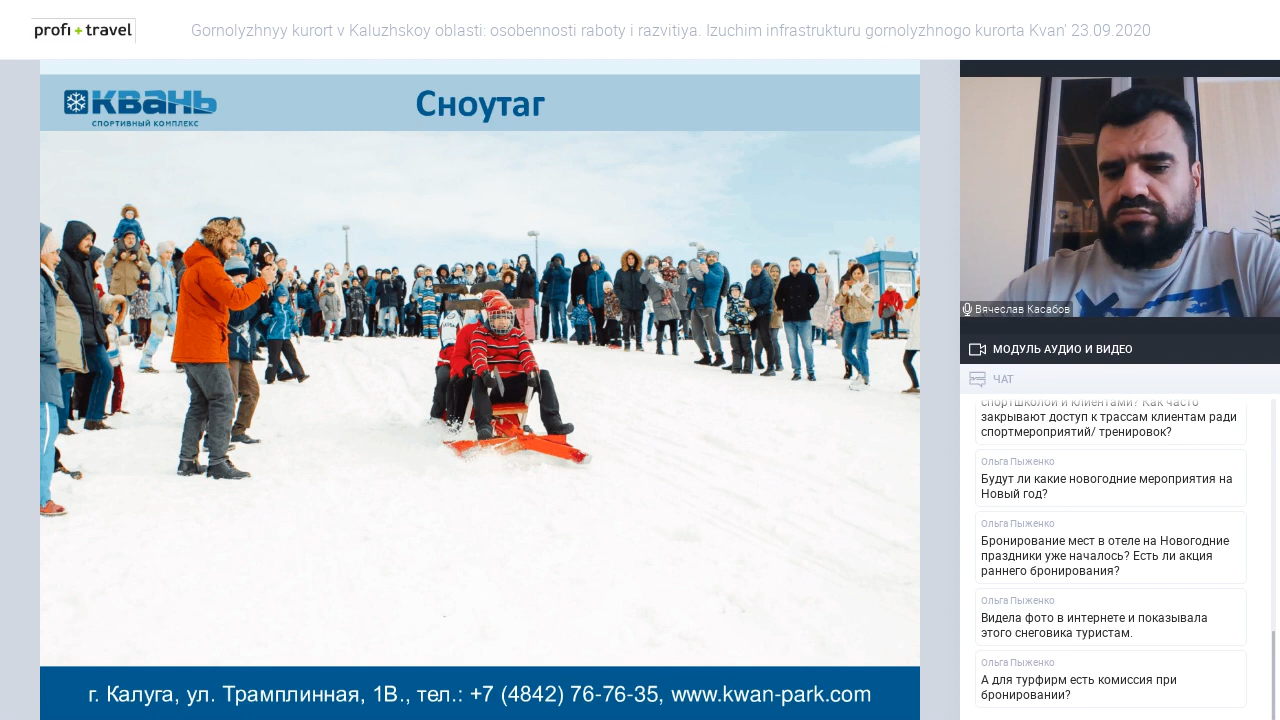 profi + travel
Gornolyzhnyy kurort v Kaluzhskoy oblasti: osobennosti raboty i razvitiya. Izuchim infrastrukturu gornolyzhnogo kurorta Kvan' 23.09.2020
КВАНЬ
СПОРТИВНЫЙ КОМПЛЕКС
Сноутаг
г. Калуга, ул. Трамплинная, 1В., тел.: +7 (4842) 76-76-35, www.kwan-park.com
Вячеслав Касабов
МОДУЛЬ АУДИО И ВИДЕО
ЧАТ
спортшколой и клиентами? Как часто
закрывают доступ к трассам клиентам ради
спортмероприятий/ тренировок?
Ольга Пыженко
Будут ли какие новогодние мероприятия на
Новый год?
Ольга Пыженко
Бронирование мест в отеле на Новогодние
праздники уже началось? Есть ли акция
раннего бронирования?
Ольга Пыженко
Видела фото в интернете и показывала
этого снеговика туристам.
Ольга Пыженко
А для турфирм есть комиссия при
бронировании?